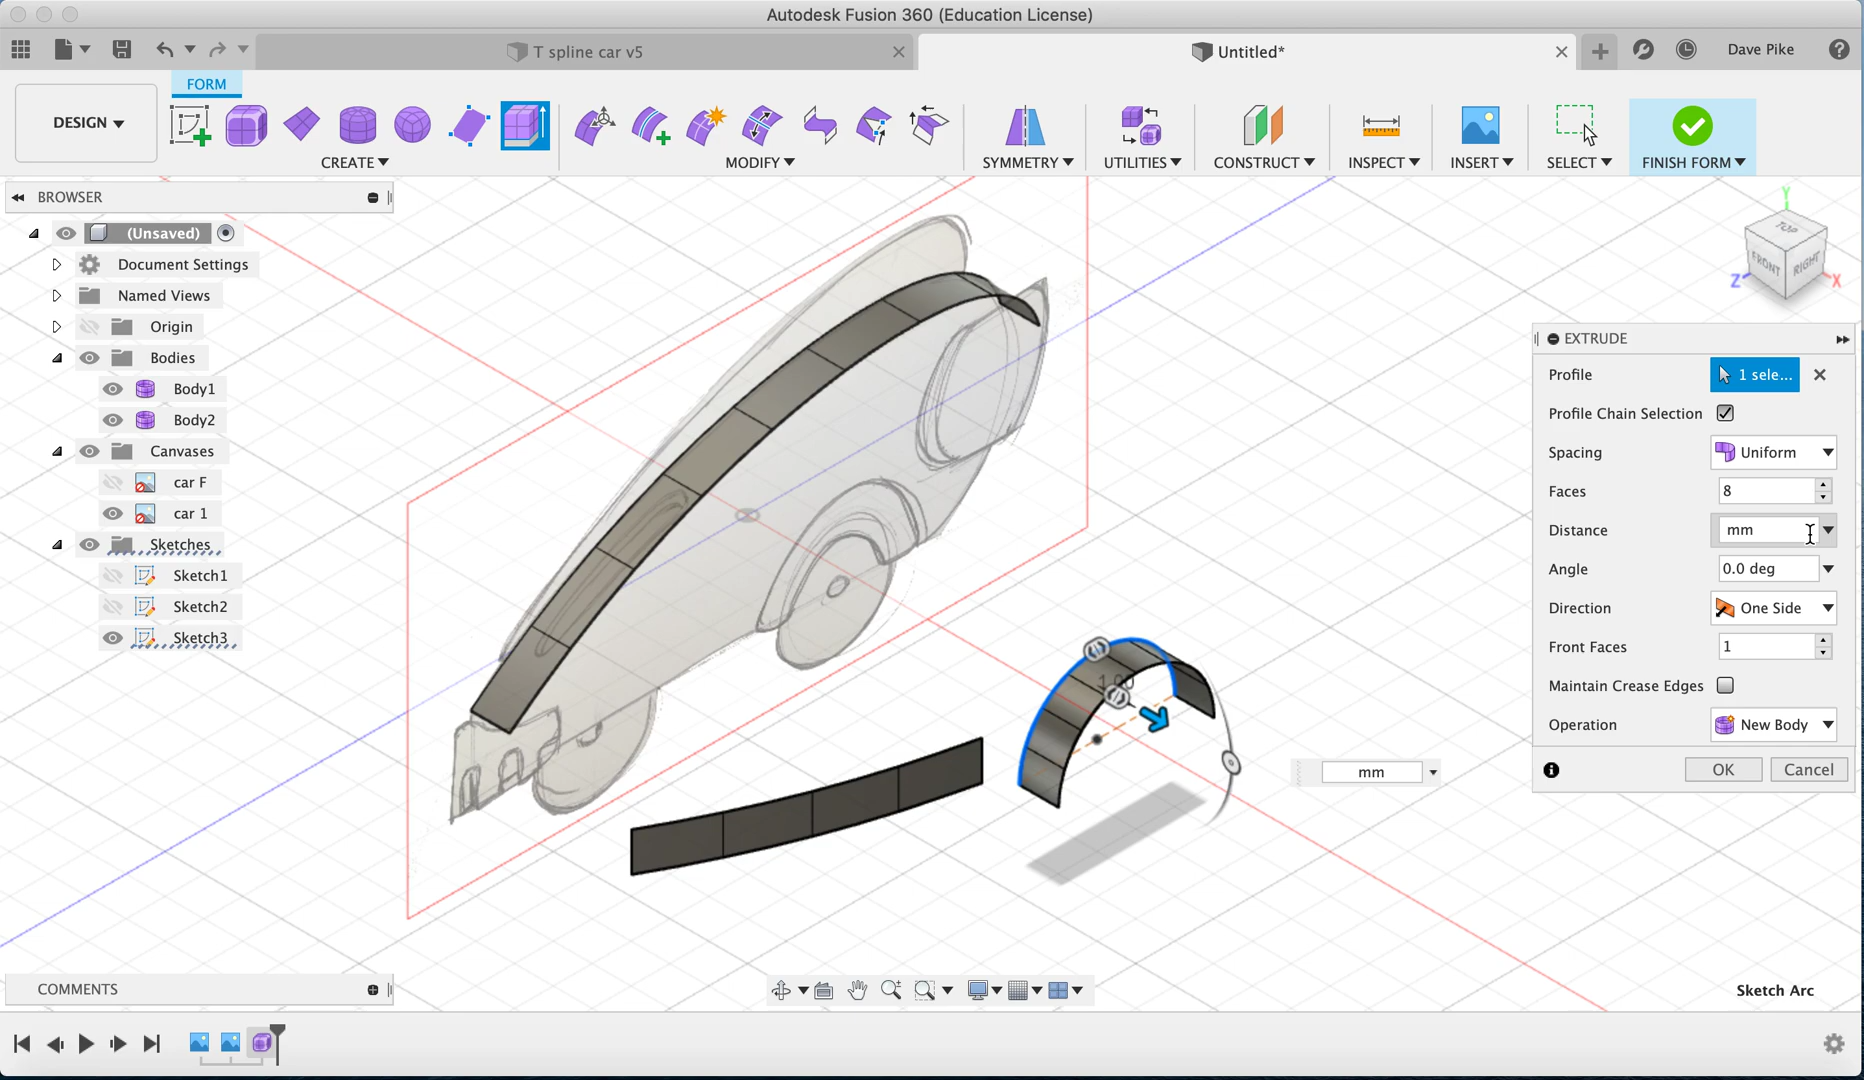 Autodesk Fusion 360 (Education License)
T spline car v5
Untitled*
Dave Pike
FORM
DESIGN
CREATE
MODIFY
SYMMETRY
UTILITIES
CONSTRUCT
INSPECT
INSERT
SELECT
FINISH FORM
BROWSER
(Unsaved)
Document Settings
Named Views
Origin
Bodies
Body1
Body2
Canvases
car F
car 1
Sketches
Sketch1
Sketch2
Sketch3
Y
TOP
FRONT
RIGHT
Z
X
EXTRUDE
Profile
1 sele...
Profile Chain Selection
Spacing
Uniform
Faces
8
Distance
mm
Angle
0.0 deg
Direction
One Side
Front Faces
1
Maintain Crease Edges
Operation
New Body
OK
Cancel
1.00
mm
COMMENTS
Sketch Arc